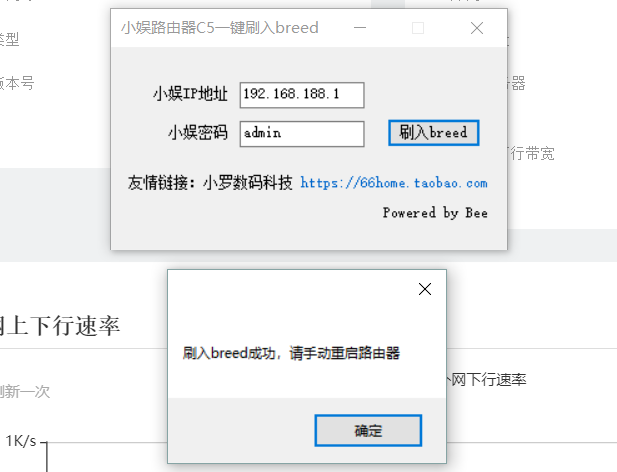 小娱路由器C5一键刷入breed
类型
版本号
小娱IP地址 192.168.188.1
小娱密码 admin 刷入breed
行带宽
友情链接：小罗数码科技 https://66home.taobao.com
Powered by Bee
网上下行速率
刷入breed成功，请手动重启路由器
外网下行速率
刷新一次
确定
1K/s